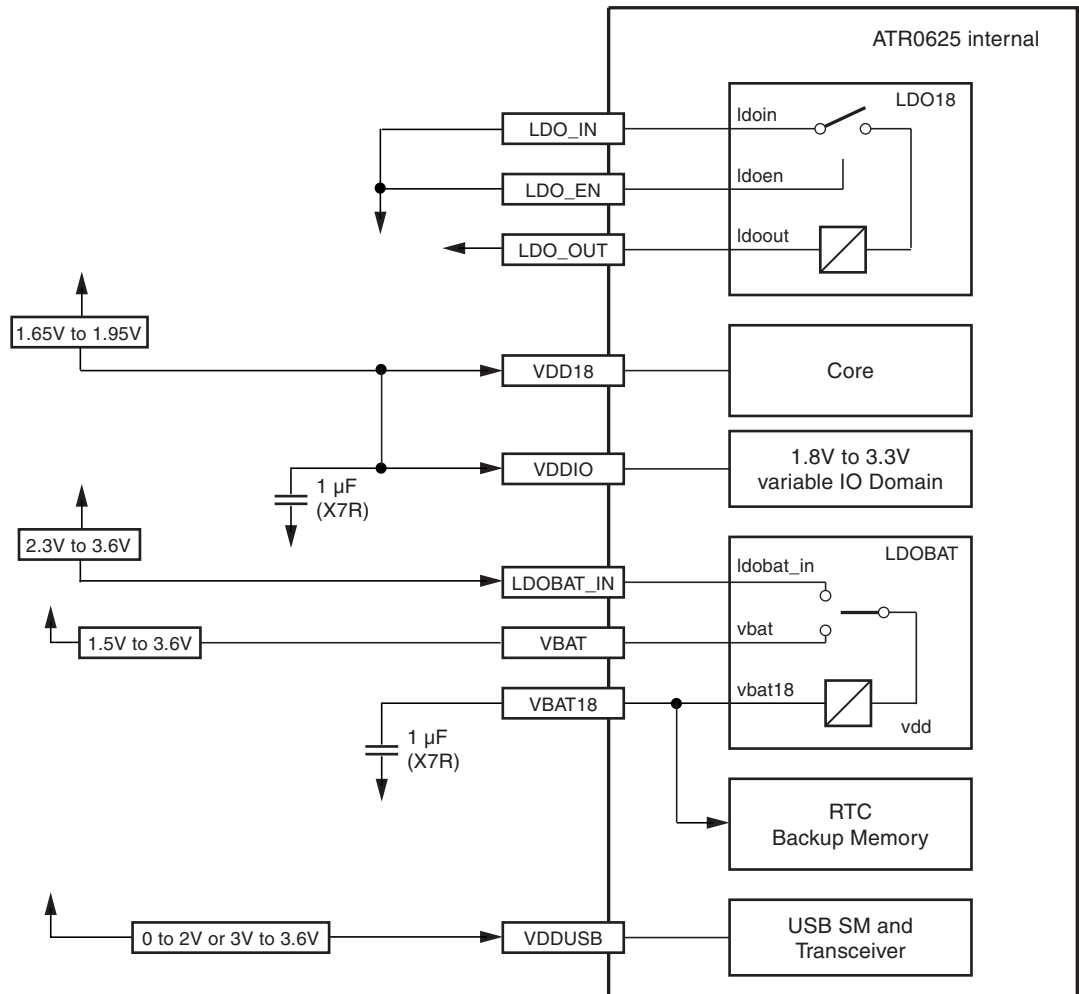 ATR0625 internal
LDO18
LDO_IN
ldoin
LDO_EN
ldoen
LDO_OUT
ldoout
1.65V to 1.95V
VDD18
Core
VDDIO
1.8V to 3.3V
variable IO Domain
1 µF
(X7R)
2.3V to 3.6V
LDOBAT
LDOBAT_IN
ldobat_in
1.5V to 3.6V
VBAT
vbat
VBAT18
vbat18
vdd
1 µF
(X7R)
RTC
Backup Memory
0 to 2V or 3V to 3.6V
VDDUSB
USB SM and
Transceiver